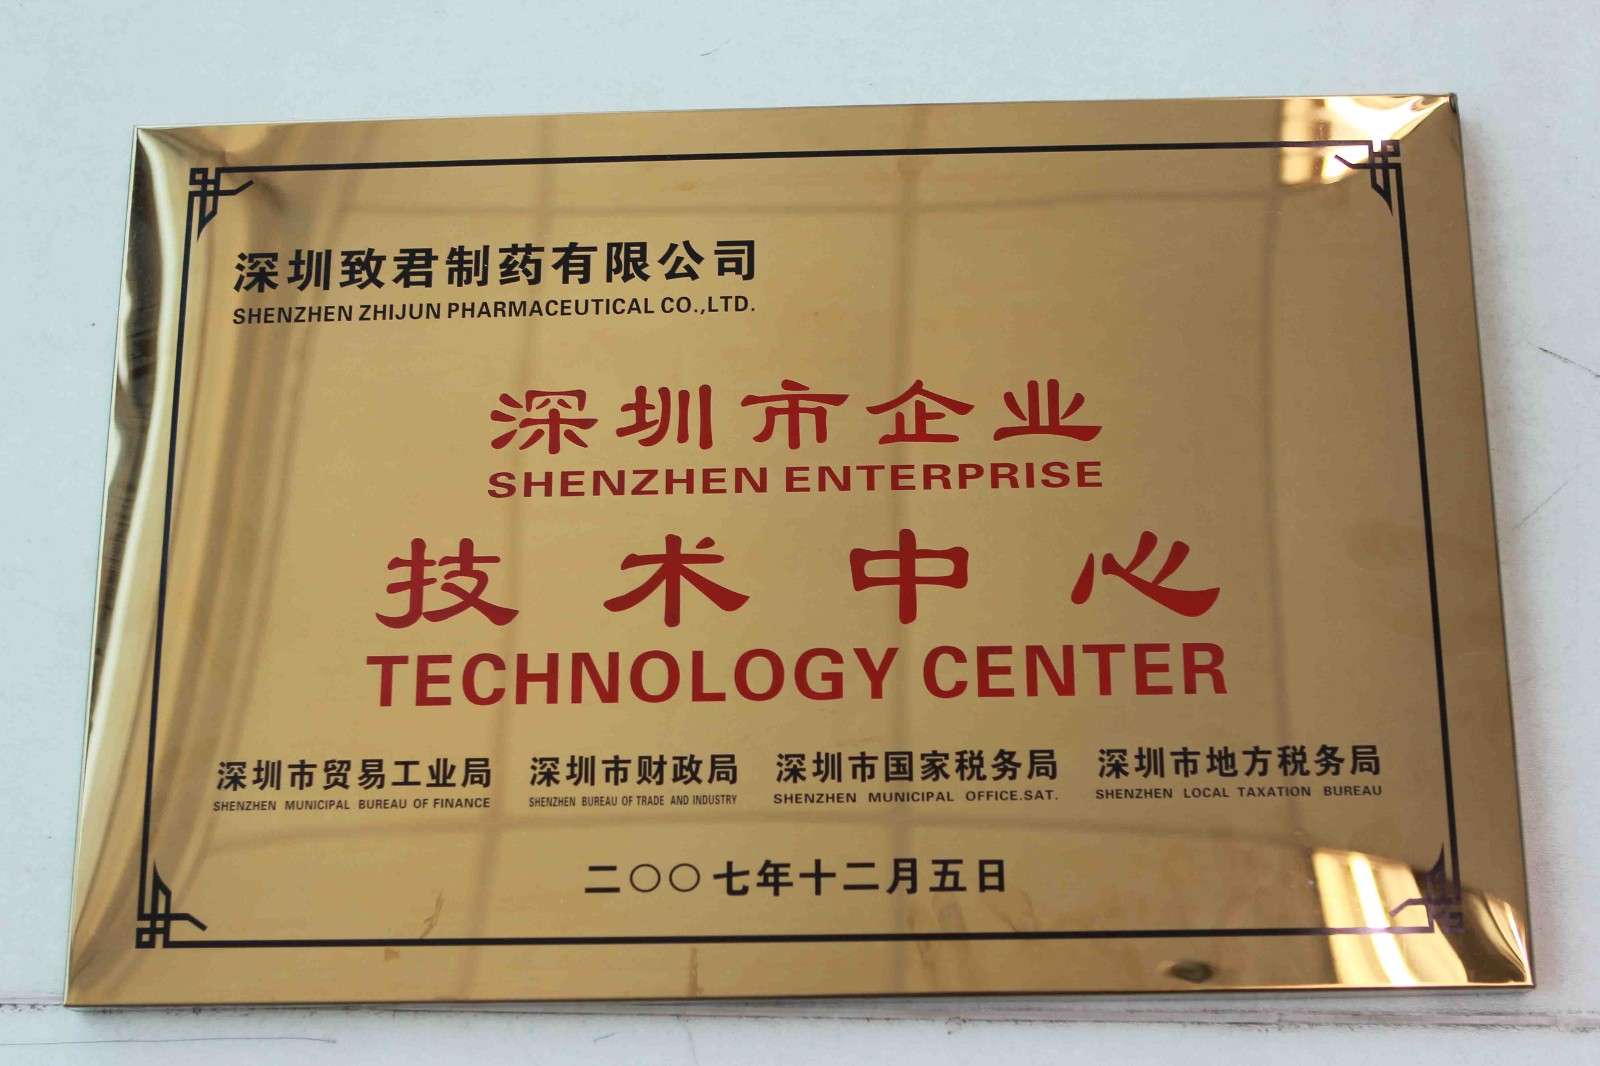 深圳致君制药有限公司
SHENZHEN ZHIJUN PHARMACEUTICAL CO.,LTD.
深圳市企业
SHENZHEN ENTERPRISE
技术中心
TECHNOLOGY CENTER
深圳市贸易工业局 深圳市财政局 深圳市国家税务局 深圳市地方税务局
SHENZHEN MUNICIPAL BUREAU OF FINANCE SHENZHEN BUREAU OF TRADE AND INDUSTRY SHENZHEN MUNICIPAL OFFICE.SAT. SHENZHEN LOCAL TAXATION BUREAU
二〇〇七年十二月五日